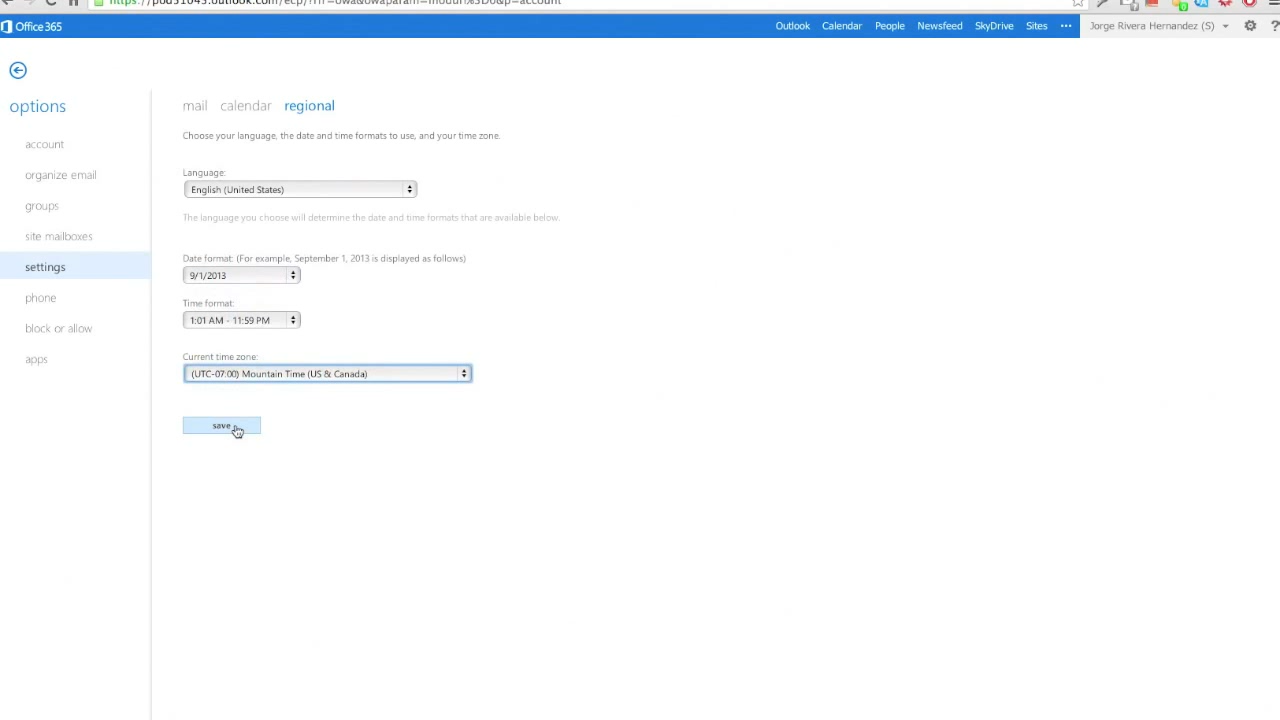 Office 365
Outlook Calendar People Newsfeed SkyDrive Sites ··· Jorge Rivera Hernandez (S) ?
options
account
organize email
groups
site mailboxes
settings
phone
block or allow
apps
mail calendar regional
Choose your language, the date and time formats to use, and your time zone.
Language:
English (United States)
The language you choose will determine the date and time formats that are available below.
Date format: (For example, September 1, 2013 is displayed as follows)
9/1/2013
Time format:
1:01 AM - 11:59 PM
Current time zone:
(UTC-07:00) Mountain Time (US & Canada)
save